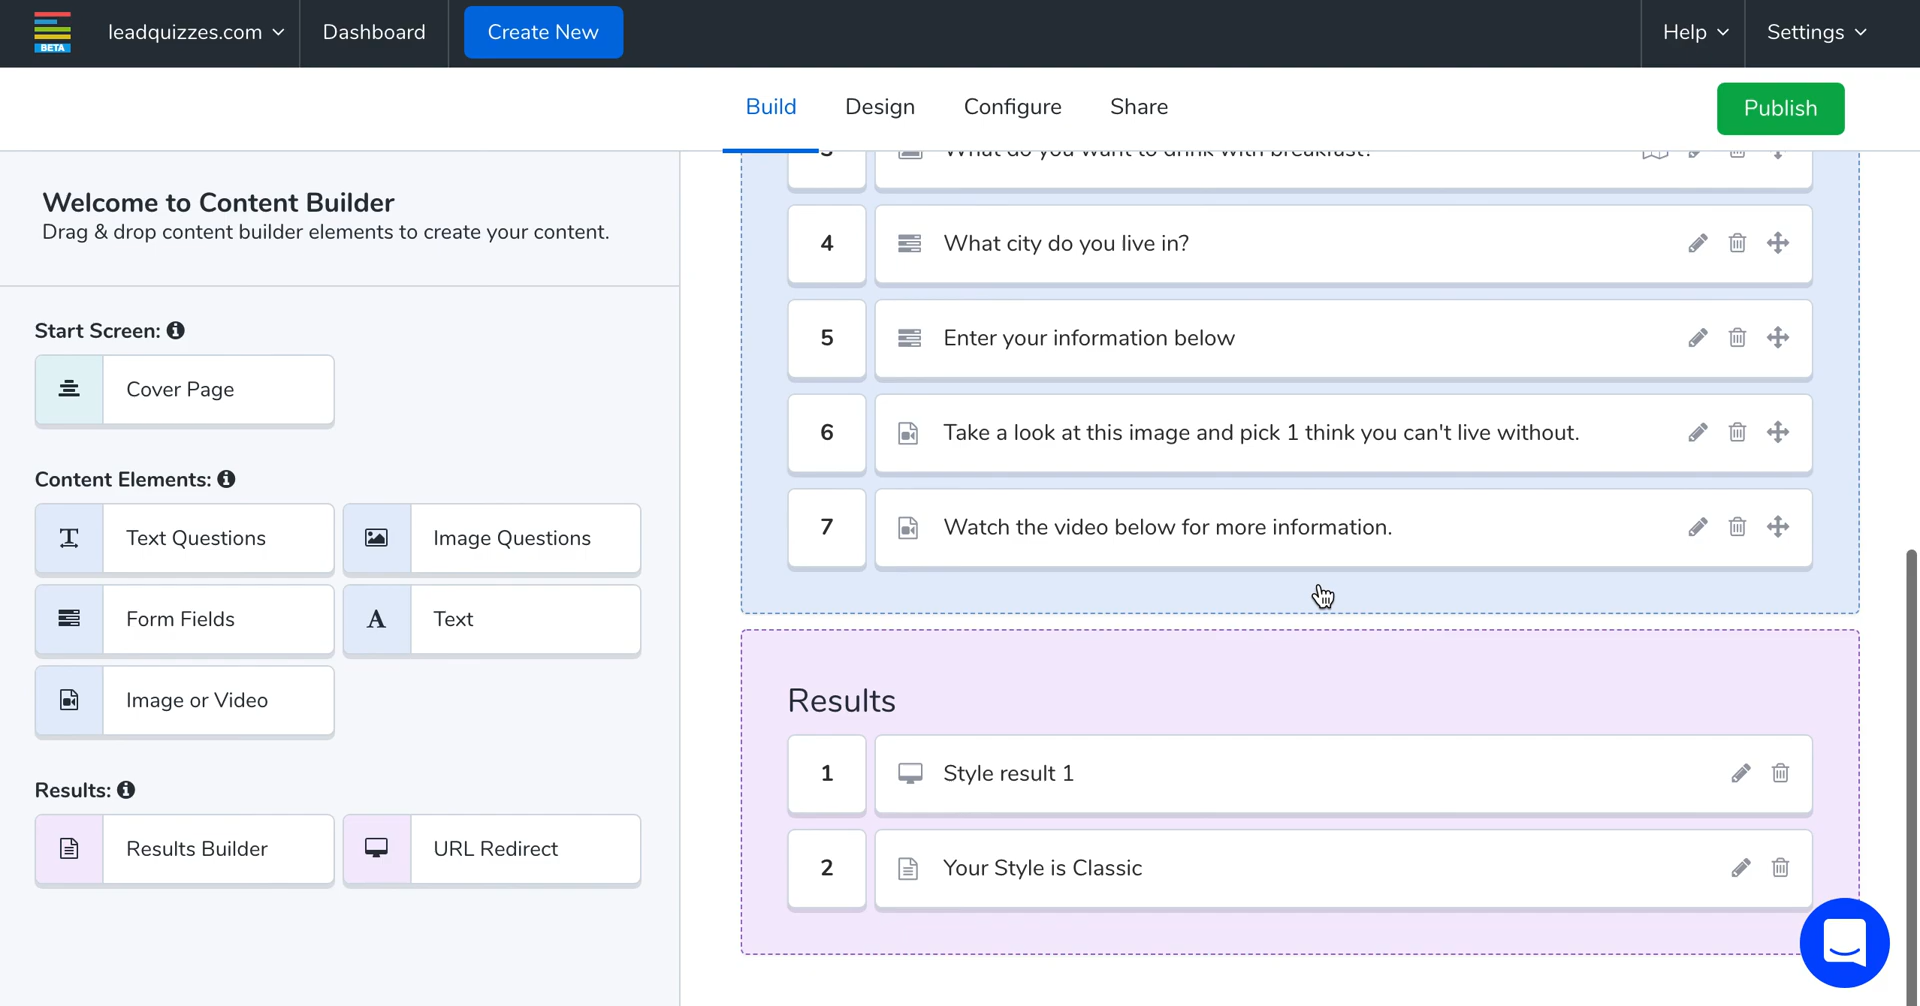 BETA
leadquizzes.com
Dashboard
Create New
Help
Settings
Build
Design
Configure
Share
Publish
Welcome to Content Builder
Drag & drop content builder elements to create your content.
Start Screen:
Cover Page
Content Elements:
Text Questions
Image Questions
Form Fields
Text
Image or Video
Results:
Results Builder
URL Redirect
3 What do you want to drink with breakfast?
4 What city do you live in?
5 Enter your information below
6 Take a look at this image and pick 1 think you can't live without.
7 Watch the video below for more information.
Results
1 Style result 1
2 Your Style is Classic